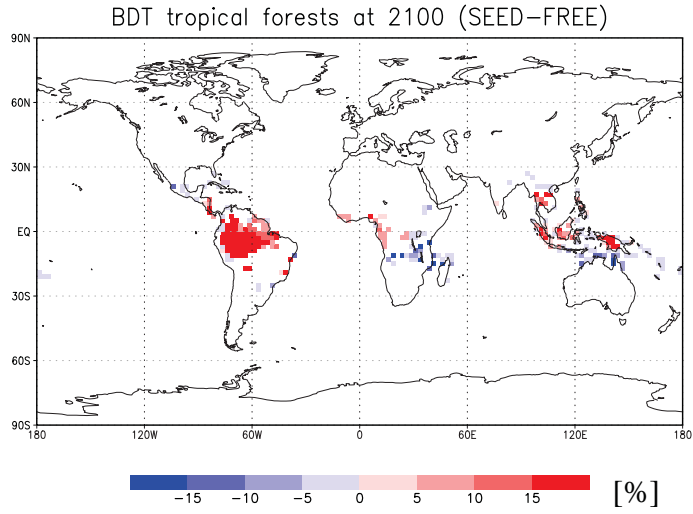 BDT tropical forests at 2100 (SEED−FREE)
90N
60N
30N
EQ
30S
60S
90S
180 120W 60W 0 60E 120E 180
−15 −10 −5 0 5 10 15 [%]